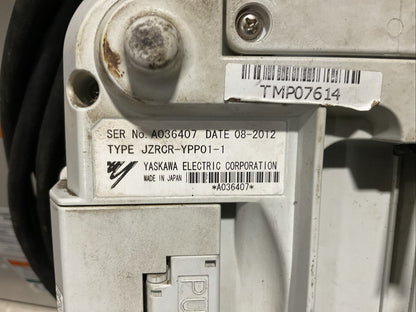 TMP07614
SER No. A036407 DATE 08-2012
TYPE JZRCR-YPP01-1
YASKAWA ELECTRIC CORPORATION
MADE IN JAPAN
*A036407*
PU